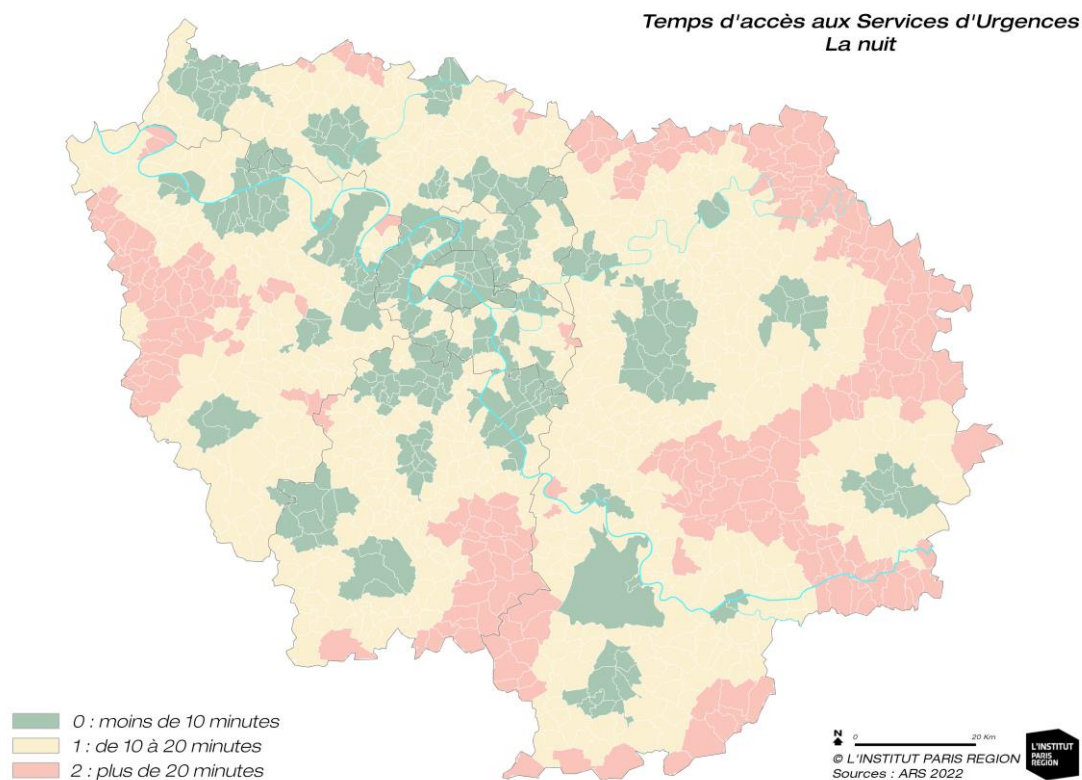 Temps d'accès aux Services d'Urgences
La nuit
0 : moins de 10 minutes
1 : de 10 à 20 minutes
2 : plus de 20 minutes
N
0 20 Km
© L'INSTITUT PARIS REGION
Sources : ARS 2022
L'INSTITUT
PARIS
REGION